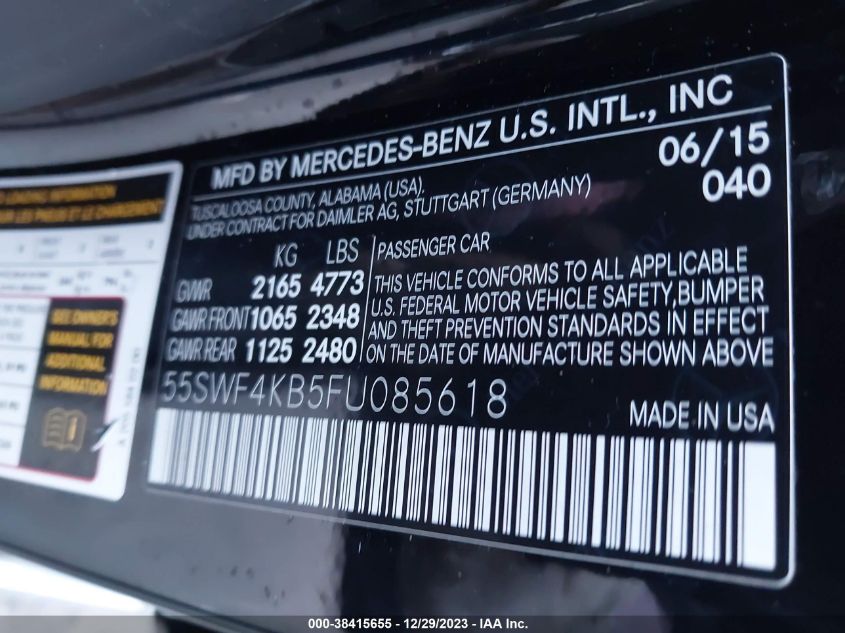 MFD BY MERCEDES-BENZ U.S. INTL., INC
TUSCALOOSA COUNTY, ALABAMA (USA).
UNDER CONTRACT FOR DAIMLER AG, STUTTGART (GERMANY)
06/15
040
KG LBS
GVWR 2165 4773
GAWR FRONT 1065 2348
GAWR REAR 1125 2480
PASSENGER CAR
THIS VEHICLE CONFORMS TO ALL APPLICABLE
U.S. FEDERAL MOTOR VEHICLE SAFETY,BUMPER
AND THEFT PREVENTION STANDARDS IN EFFECT
ON THE DATE OF MANUFACTURE SHOWN ABOVE
55SWF4KB5FU085618
MADE IN USA
LOADING INFORMATION
SEE OWNER'S
MANUAL FOR
ADDITIONAL
INFORMATION
000-38415655 - 12/29/2023 - IAA Inc.